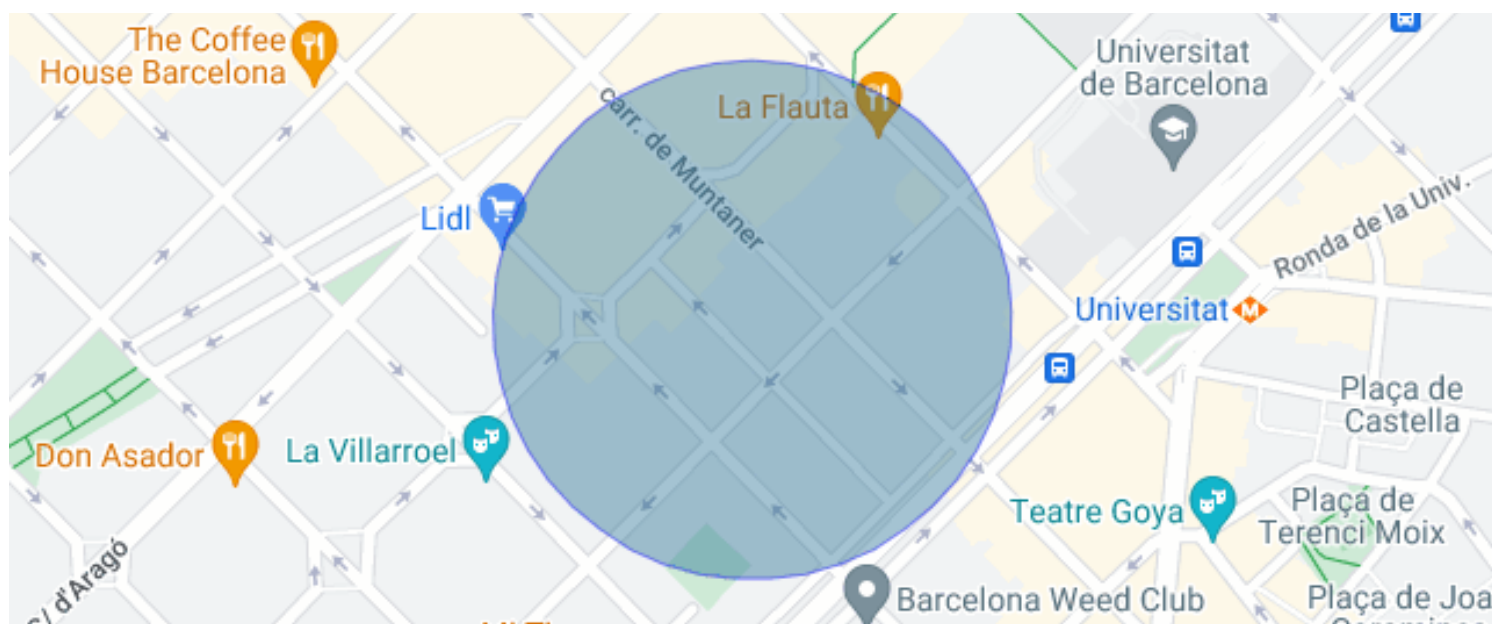 The Coffee
House Barcelona
La Flauta
Universitat
de Barcelona
carr. de Muntaner
Lidl
Ronda de la Univ.
Universitat
M
Plaça de
Castella
Don Asador
La Villarroel
Teatre Goya
Plaçá de
Terenci Moix
C/ d'Aragó
Barcelona Weed Club
Plaça de Joa